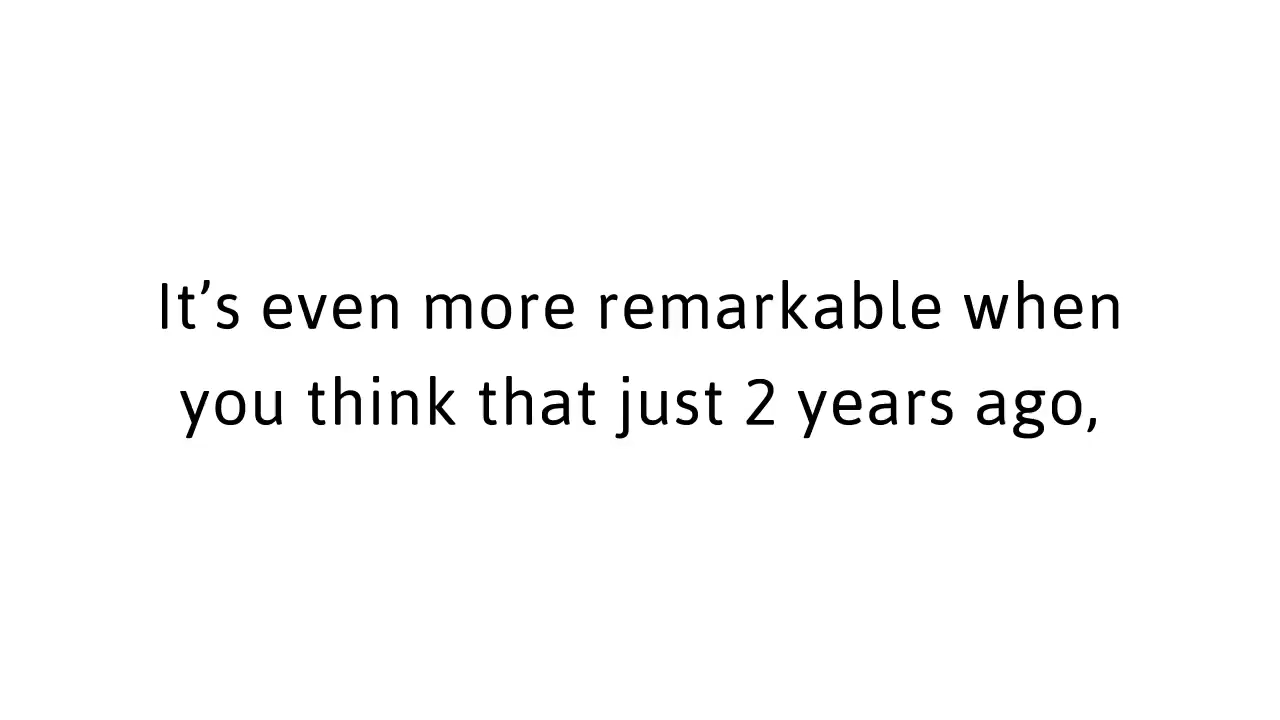 It’s even more remarkable when
you think that just 2 years ago,